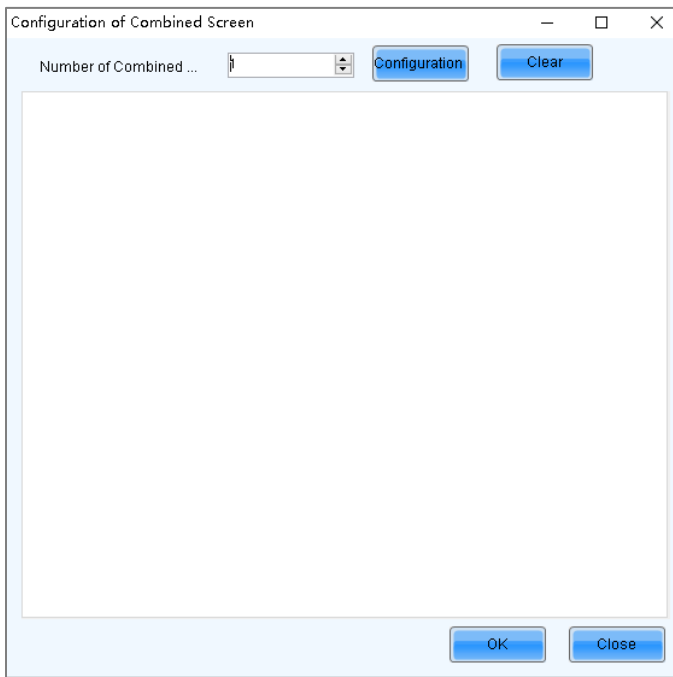 Configuration of Combined Screen
Number of Combined ... 1 Configuration Clear
OK Close